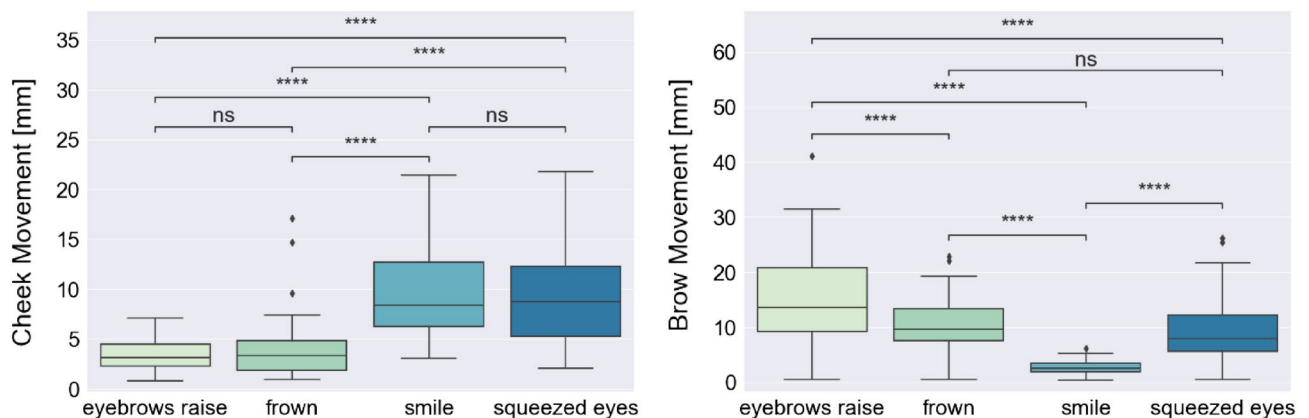 ****
35
****
30
****
ns
ns
25
****
20
15
10
5
0
Cheek Movement [mm]
eyebrows raise
frown
smile
squeezed eyes
****
60
ns
****
50
****
40
****
30
****
20
10
0
Brow Movement [mm]
eyebrows raise
frown
smile
squeezed eyes